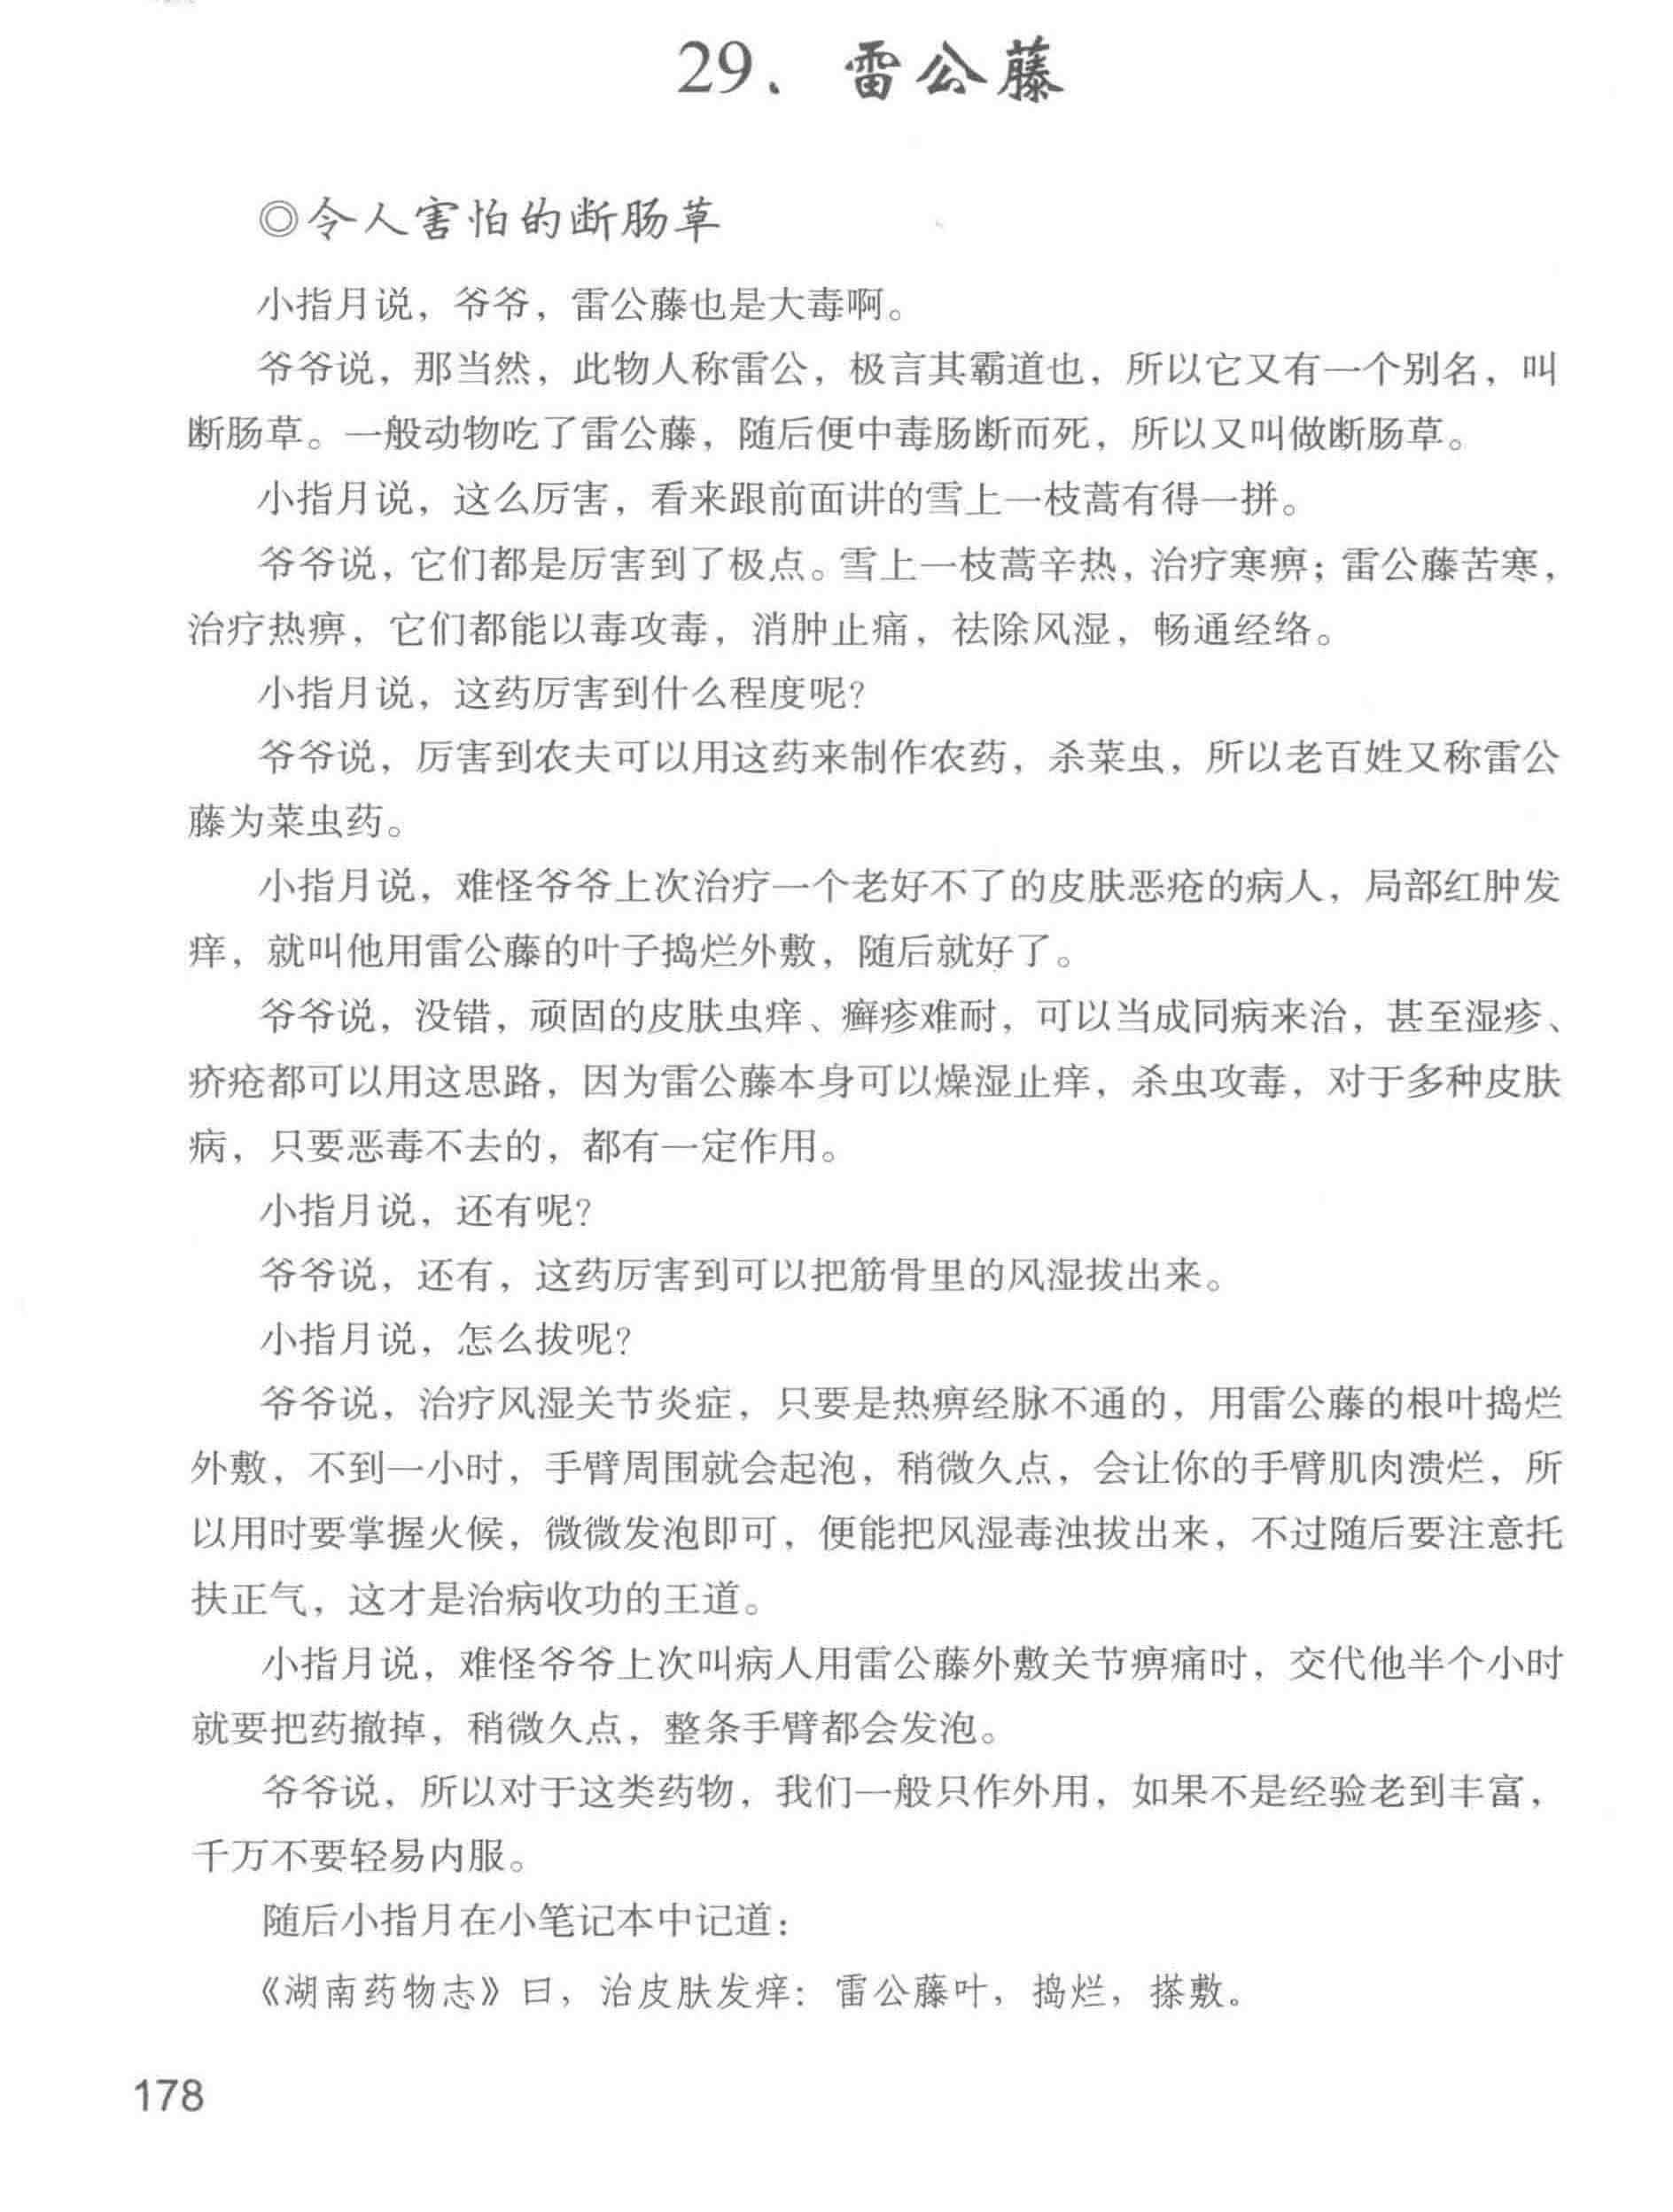 29、雷公藤
◎令人害怕的断肠草
小指月说，爷爷，雷公藤也是大毒啊。
爷爷说，那当然，此物人称雷公，极言其霸道也，所以它又有一个别名，叫
断肠草。一般动物吃了雷公藤，随后便中毒肠断而死，所以又叫做断肠草。
小指月说，这么厉害，看来跟前面讲的雪上一枝蒿有得一拼。
爷爷说，它们都是厉害到了极点。雪上一枝蒿辛热，治疗寒痹；雷公藤苦寒，
治疗热痹，它们都能以毒攻毒，消肿止痛，祛除风湿，畅通经络。
小指月说，这药厉害到什么程度呢？
爷爷说，厉害到农夫可以用这药来制作农药，杀菜虫，所以老百姓又称雷公
藤为菜虫药。
小指月说，难怪爷爷上次治疗一个老好不了的皮肤恶疮的病人，局部红肿发
痒，就叫他用雷公藤的叶子捣烂外敷，随后就好了。
爷爷说，没错，顽固的皮肤虫痒、癣疹难耐，可以当成同病来治，甚至湿疹、
疥疮都可以用这思路，因为雷公藤本身可以燥湿止痒，杀虫攻毒，对于多种皮肤
病，只要恶毒不去的，都有一定作用。
小指月说，还有呢？
爷爷说，还有，这药厉害到可以把筋骨里的风湿拔出来。
小指月说，怎么拔呢？
爷爷说，治疗风湿关节炎症，只要是热痹经脉不通的，用雷公藤的根叶捣烂
外敷，不到一小时，手臂周围就会起泡，稍微久点，会让你的手臂肌肉溃烂，所
以用时要掌握火候，微微发泡即可，便能把风湿毒浊拔出来，不过随后要注意托
扶正气，这才是治病收功的王道。
小指月说，难怪爷爷上次叫病人用雷公藤外敷关节痹痛时，交代他半个小时
就要把药撤掉，稍微久点，整条手臂都会发泡。
爷爷说，所以对于这类药物，我们一般只作外用，如果不是经验老到丰富，
千万不要轻易内服。
随后小指月在小笔记本中记道：
《湖南药物志》曰，治皮肤发痒：雷公藤叶，捣烂，搽敷。
178